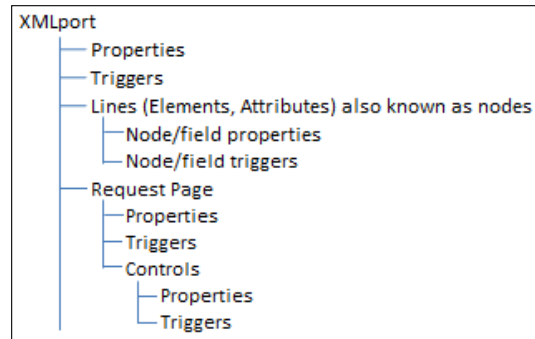 XMLport
Properties
Triggers
Lines (Elements, Attributes) also known as nodes
Node/field properties
Node/field triggers
Request Page
Properties
Triggers
Controls
Properties
Triggers